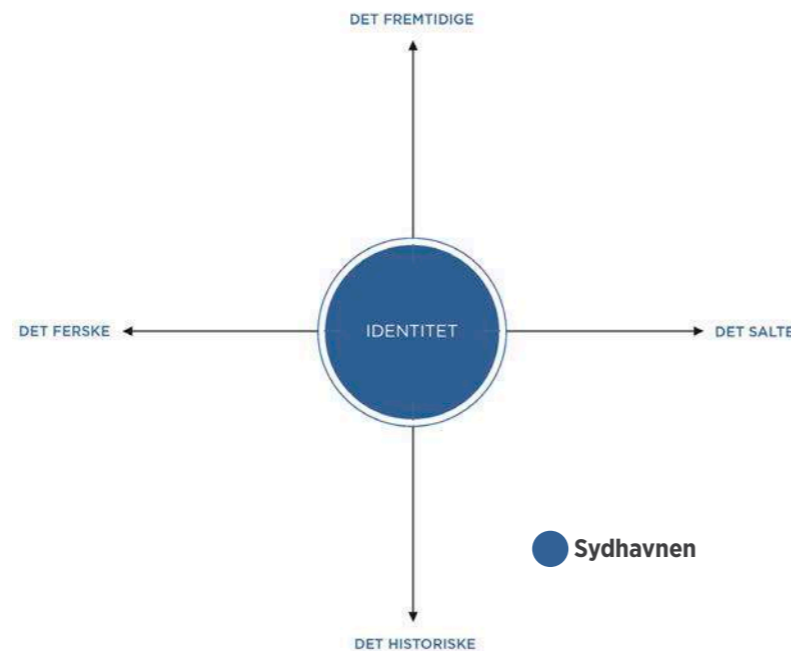 DET FREMTIDIGE
DET FERSKE
IDENTITET
DET SALTE
Sydhavnen
DET HISTORISKE